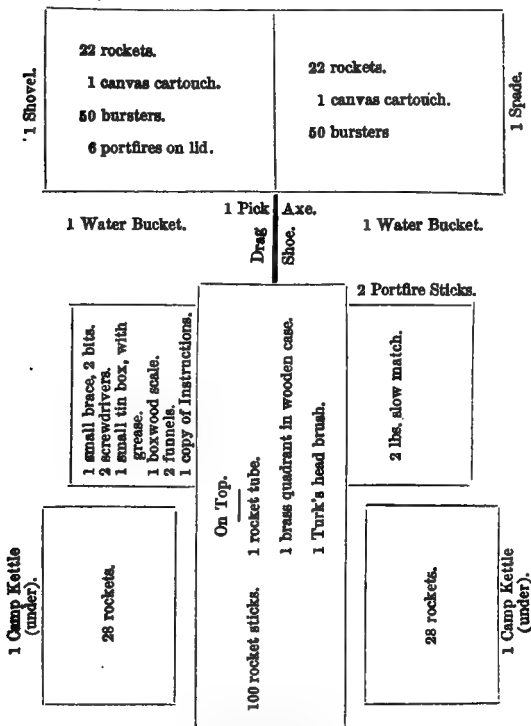 1 Shovel.
22 rockets.
1 canvas cartouch.
50 bursters.
6 portfires on lid.
22 rockets.
1 canvas cartouch.
50 bursters
1 Spade.
1 Water Bucket.
1 Pick Axe.
Drag Shoe.
1 Water Bucket.
2 Portfire Sticks.
1 small brace, 2 bits.
2 screwdrivers.
1 small tin box, with
grease.
1 boxwood scale.
2 funnels.
1 copy of Instructions.
On Top.
1 rocket tube.
1 brass quadrant in wooden case.
1 Turk's head brush.
100 rocket sticks.
2 lbs. slow match.
1 Camp Kettle
(under).
28 rockets.
28 rockets.
1 Camp Kettle
(under).